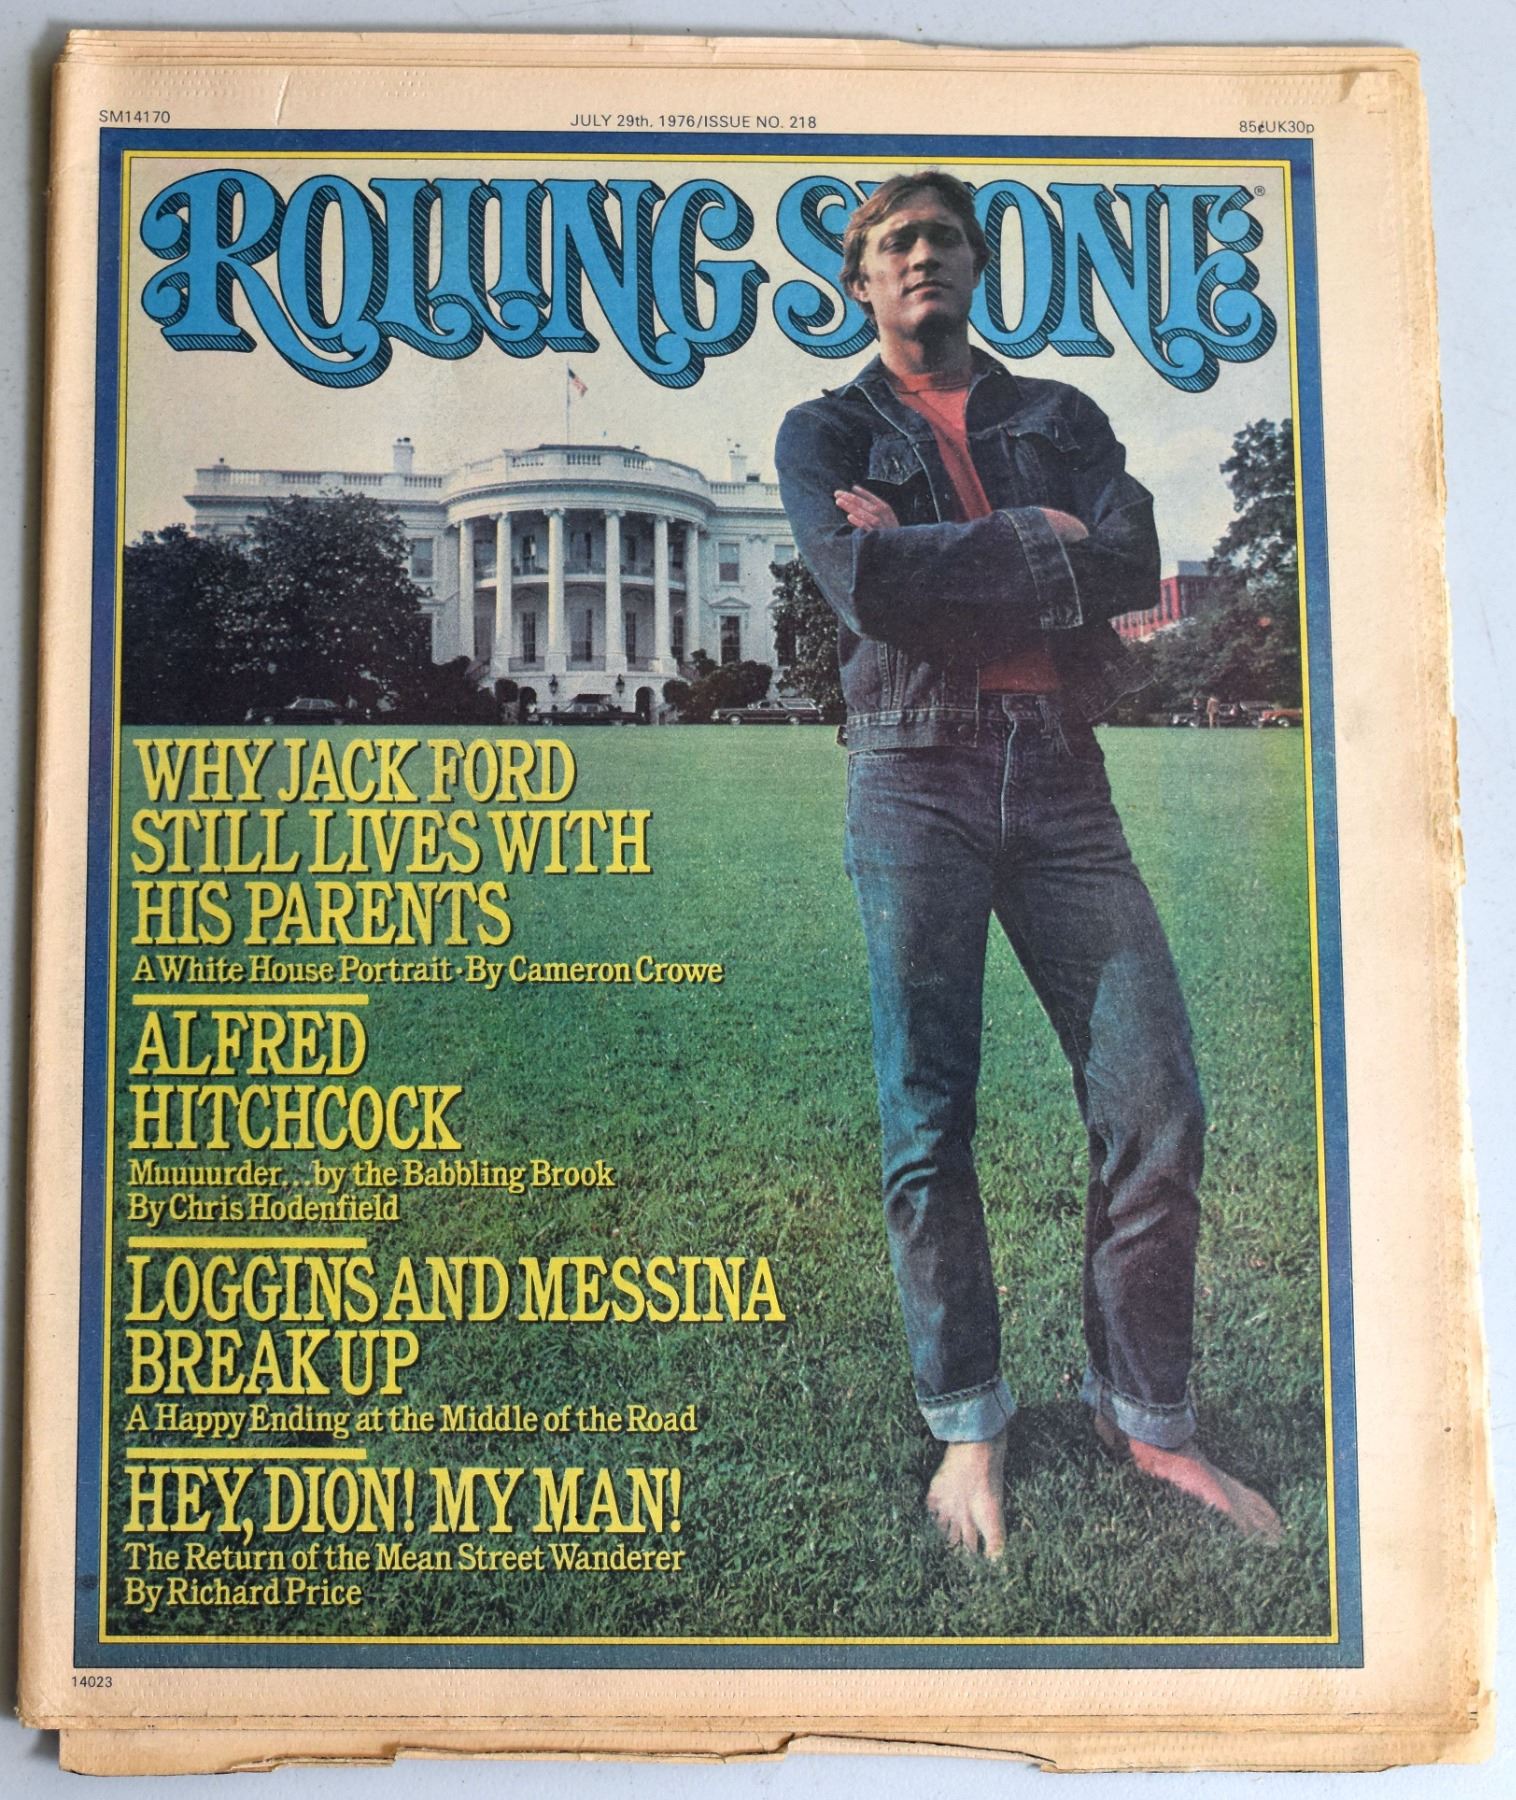 SM14170
JULY 29th, 1976/ISSUE NO. 218
85¢UK30p
ROLLING STONE®
WHY JACK FORD
STILL LIVES WITH
HIS PARENTS
A White House Portrait·By Cameron Crowe
ALFRED
HITCHCOCK
Muuuurder...by the Babbling Brook
By Chris Hodenfield
LOGGINS AND MESSINA
BREAK UP
A Happy Ending at the Middle of the Road
HEY, DION! MY MAN!
The Return of the Mean Street Wanderer
By Richard Price
14023